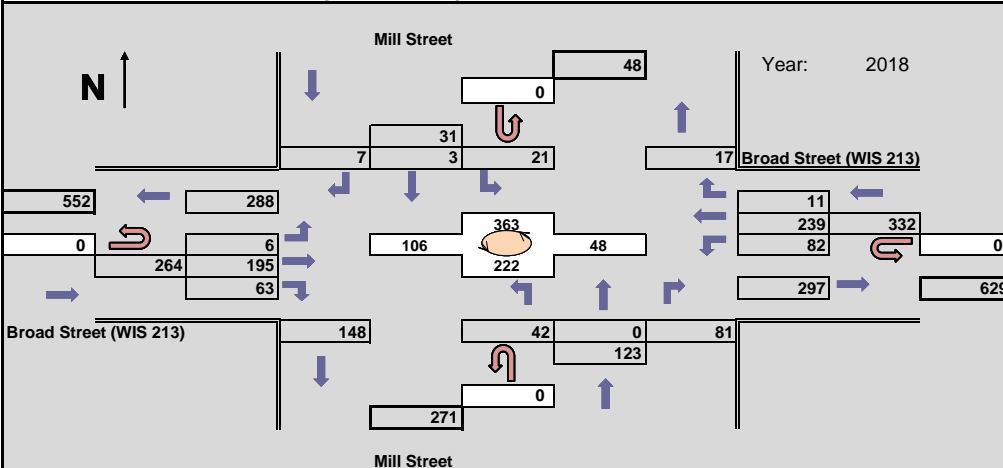 Mill Street
48
Year: 2018
N
0
31
7 3 21 17 Broad Street (WIS 213)
552 288 11
363 239 332
0 6 106 48 82 0
264 195 222
63 297 629
Broad Street (WIS 213) 148 42 0 81
123
0
271
Mill Street